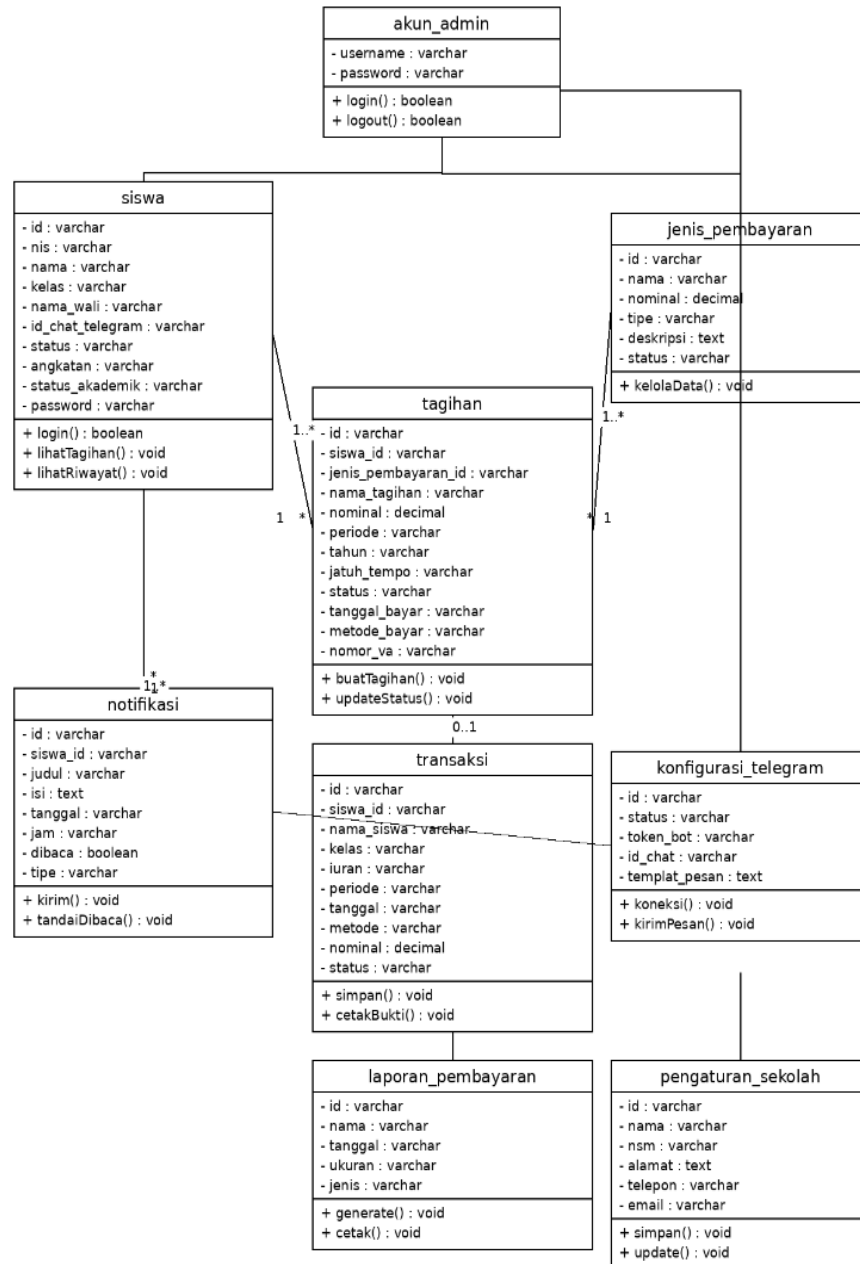 akun_admin
- username : varchar
- password : varchar
+ login() : boolean
+ logout() : boolean
siswa
- id : varchar
- nis : varchar
- nama : varchar
- kelas : varchar
- nama_wali : varchar
- id_chat_telegram : varchar
- status : varchar
- angkatan : varchar
- status_akademik : varchar
- password : varchar
+ login() : boolean
+ lihatTagihan() : void
+ lihatRiwayat() : void
jenis_pembayaran
- id : varchar
- nama : varchar
- nominal : decimal
- tipe : varchar
- deskripsi : text
- status : varchar
+ kelolaData() : void
1..*
1..*
1
*
*
1
tagihan
- id : varchar
- siswa_id : varchar
- jenis_pembayaran_id : varchar
- nama_tagihan : varchar
- nominal : decimal
- periode : varchar
- tahun : varchar
- jatuh_tempo : varchar
- status : varchar
- tanggal_bayar : varchar
- metode_bayar : varchar
- nomor_va : varchar
+ buatTagihan() : void
+ updateStatus() : void
0..1
notifikasi
- id : varchar
- siswa_id : varchar
- judul : varchar
- isi : text
- tanggal : varchar
- jam : varchar
- dibaca : boolean
- tipe : varchar
+ kirim() : void
+ tandaiDibaca() : void
transaksi
- id : varchar
- siswa_id : varchar
- nama_siswa : varchar
- kelas : varchar
- iuran : varchar
- periode : varchar
- tanggal : varchar
- metode : varchar
- nominal : decimal
- status : varchar
+ simpan() : void
+ cetakBukti() : void
konfigurasi_telegram
- id : varchar
- status : varchar
- token_bot : varchar
- id_chat : varchar
- templat_pesan : text
+ koneksi() : void
+ kirimPesan() : void
laporan_pembayaran
- id : varchar
- nama : varchar
- tanggal : varchar
- ukuran : varchar
- jenis : varchar
+ generate() : void
+ cetak() : void
pengaturan_sekolah
- id : varchar
- nama : varchar
- nsm : varchar
- alamat : text
- telepon : varchar
- email : varchar
+ simpan() : void
+ update() : void